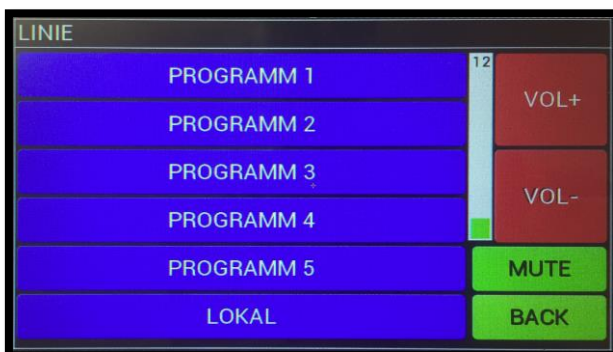 LINIE
PROGRAMM 1
12
VOL+
PROGRAMM 2
PROGRAMM 3
VOL-
PROGRAMM 4
PROGRAMM 5
MUTE
LOKAL
BACK